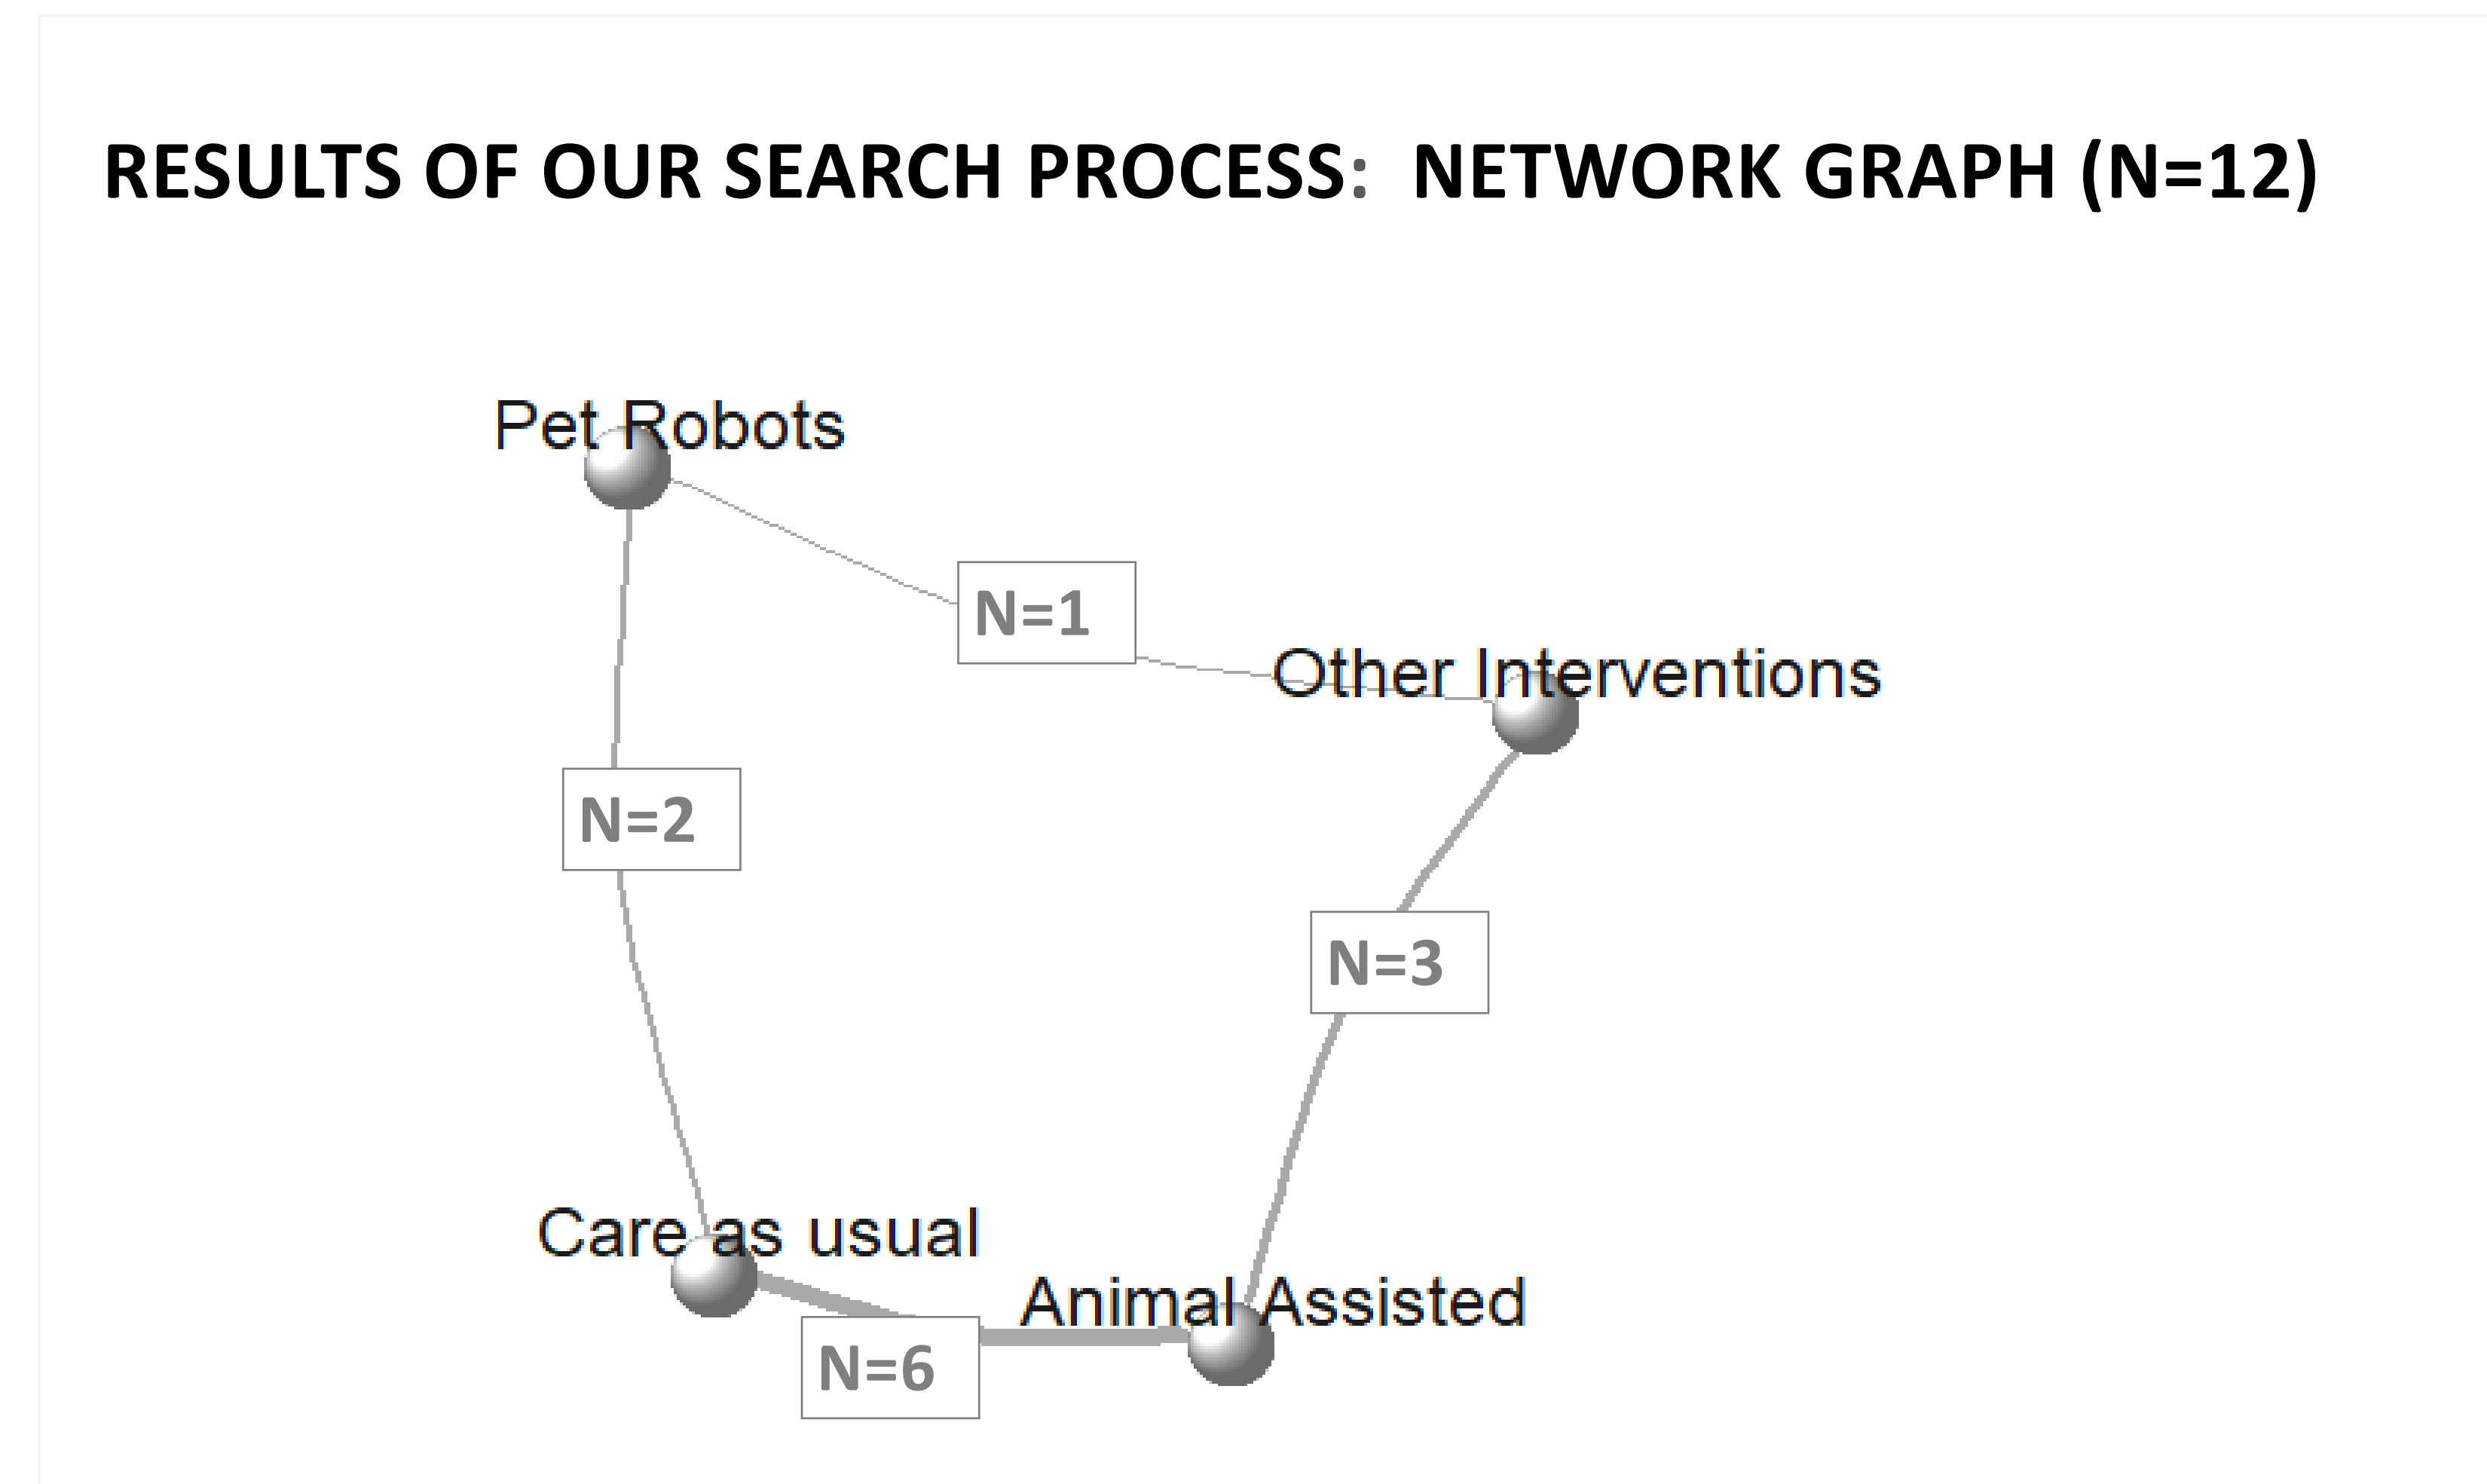 RESULTS OF OUR SEARCH PROCESS: NETWORK GRAPH (N=12)
Pet Robots
N=1
Other Interventions
N=2
N=3
Care as usual
Animal Assisted
N=6